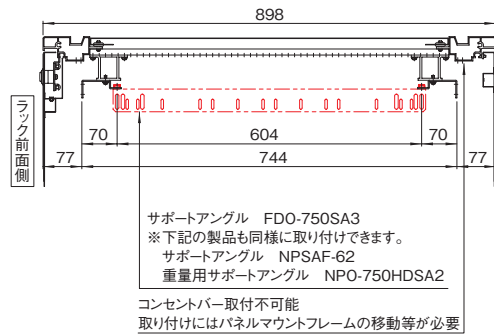 898
ラック前面側
70
604
70
77
744
77
サポートアングル FDO-750SA3
※下記の製品も同様に取り付けできます。
サポートアングル NPSAF-62
重量用サポートアングル NPO-750HDSA2
コンセントバー取付不可能
取り付けにはパネルマウントフレームの移動等が必要